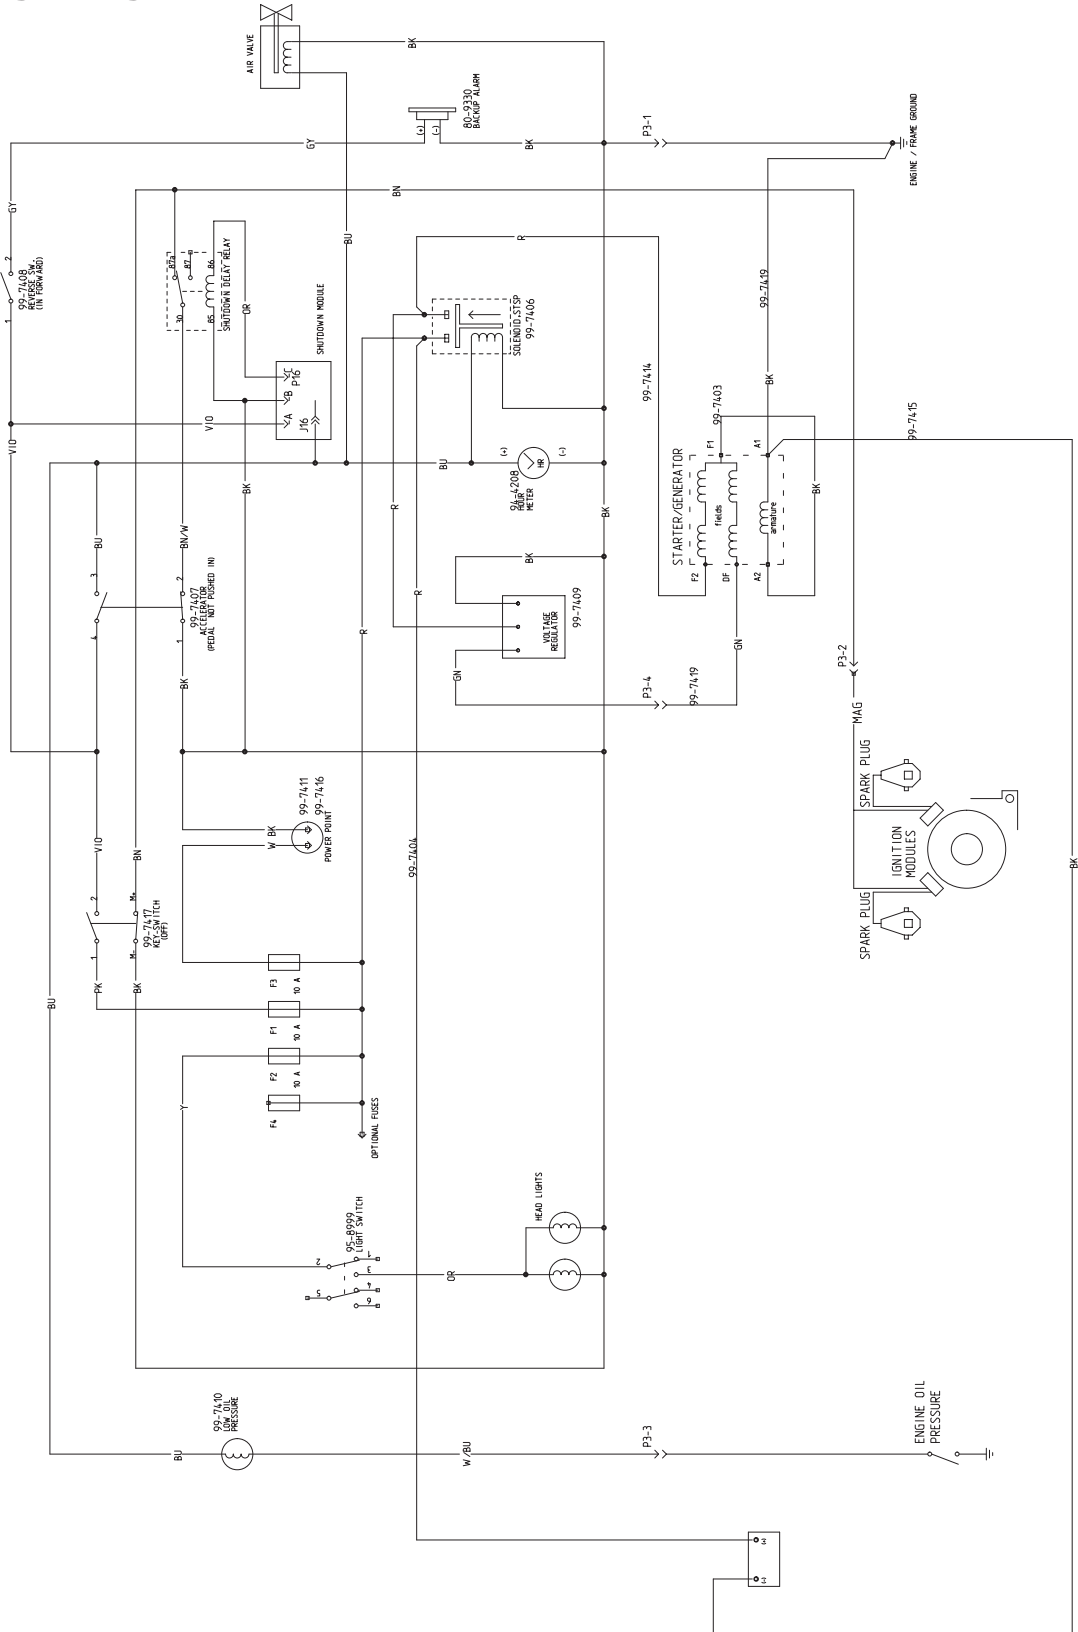 AIR VALVE
BK
80-9330
BACKUP ALARM
(+)
(-)
GY
BK
P3-1
ENGINE / FRAME GROUND
GY
2
99-7408
REVERSE SW.
(IN FORWARD)
1
BN
BU
R
87a
87
86
30
85
SHUTDOWN DELAY RELAY
OR
SHUTDOWN MODULE
C
P16
B
A
J16
VIO
VIO
SOLENOID,STSP
99-7406
99-7419
BK
99-7414
99-7403
99-7415
F1
A1
STARTER/GENERATOR
fields
armature
F2
DF
A2
BK
BU
(+)
HR
(-)
94-4208
HOUR
METER
BK
R
BK
BU
BN/W
3
2
4
1
99-7407
ACCELERATOR
(PEDAL NOT PUSHED IN)
BK
R
R
BK
VOLTAGE
REGULATOR
99-7409
GN
GN
P3-4
99-7419
P3-2
MAG
SPARK PLUG
IGNITION
MODULES
SPARK PLUG
99-7411
99-7416
BK
W
POWER POINT
99-7404
VIO
BN
2
M+
99-7417
KEY-SWITCH
(OFF)
1
M-
PK
BK
BU
BK
F3
10 A
F1
10 A
F2
10 A
F4
OPTIONAL FUSES
Y
95-8999
LIGHT SWITCH
2
1
3
5
4
6
OR
HEAD LIGHTS
99-7410
LOW OIL
PRESSURE
BU
W/BU
P3-3
ENGINE OIL
PRESSURE
(+)
(-)